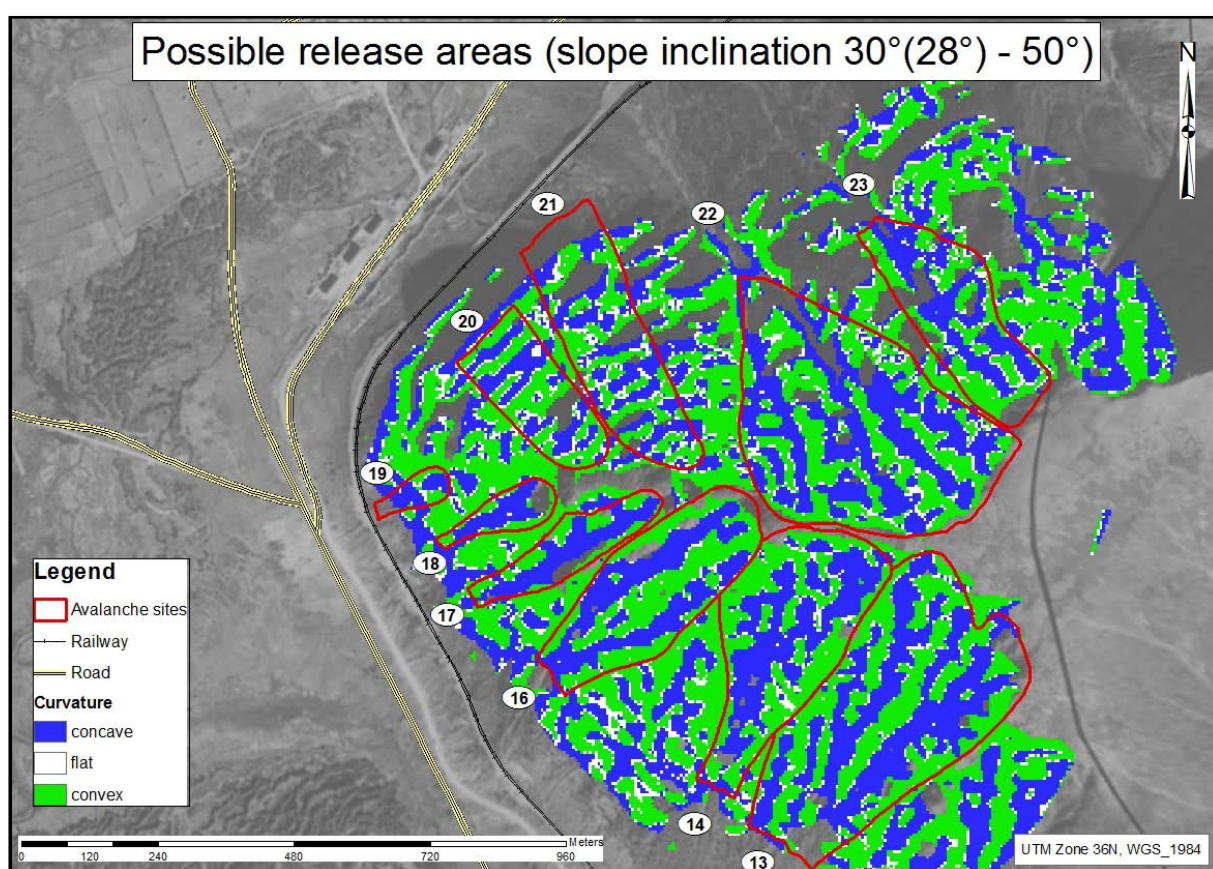 Possible release areas (slope inclination 30°(28°) - 50°)
N
23
21
22
20
19
18
17
16
14
13
Legend
Avalanche sites
Railway
Road
Curvature
concave
flat
convex
Meters
0 120 240 480 720 960
UTM Zone 36N, WGS_1984